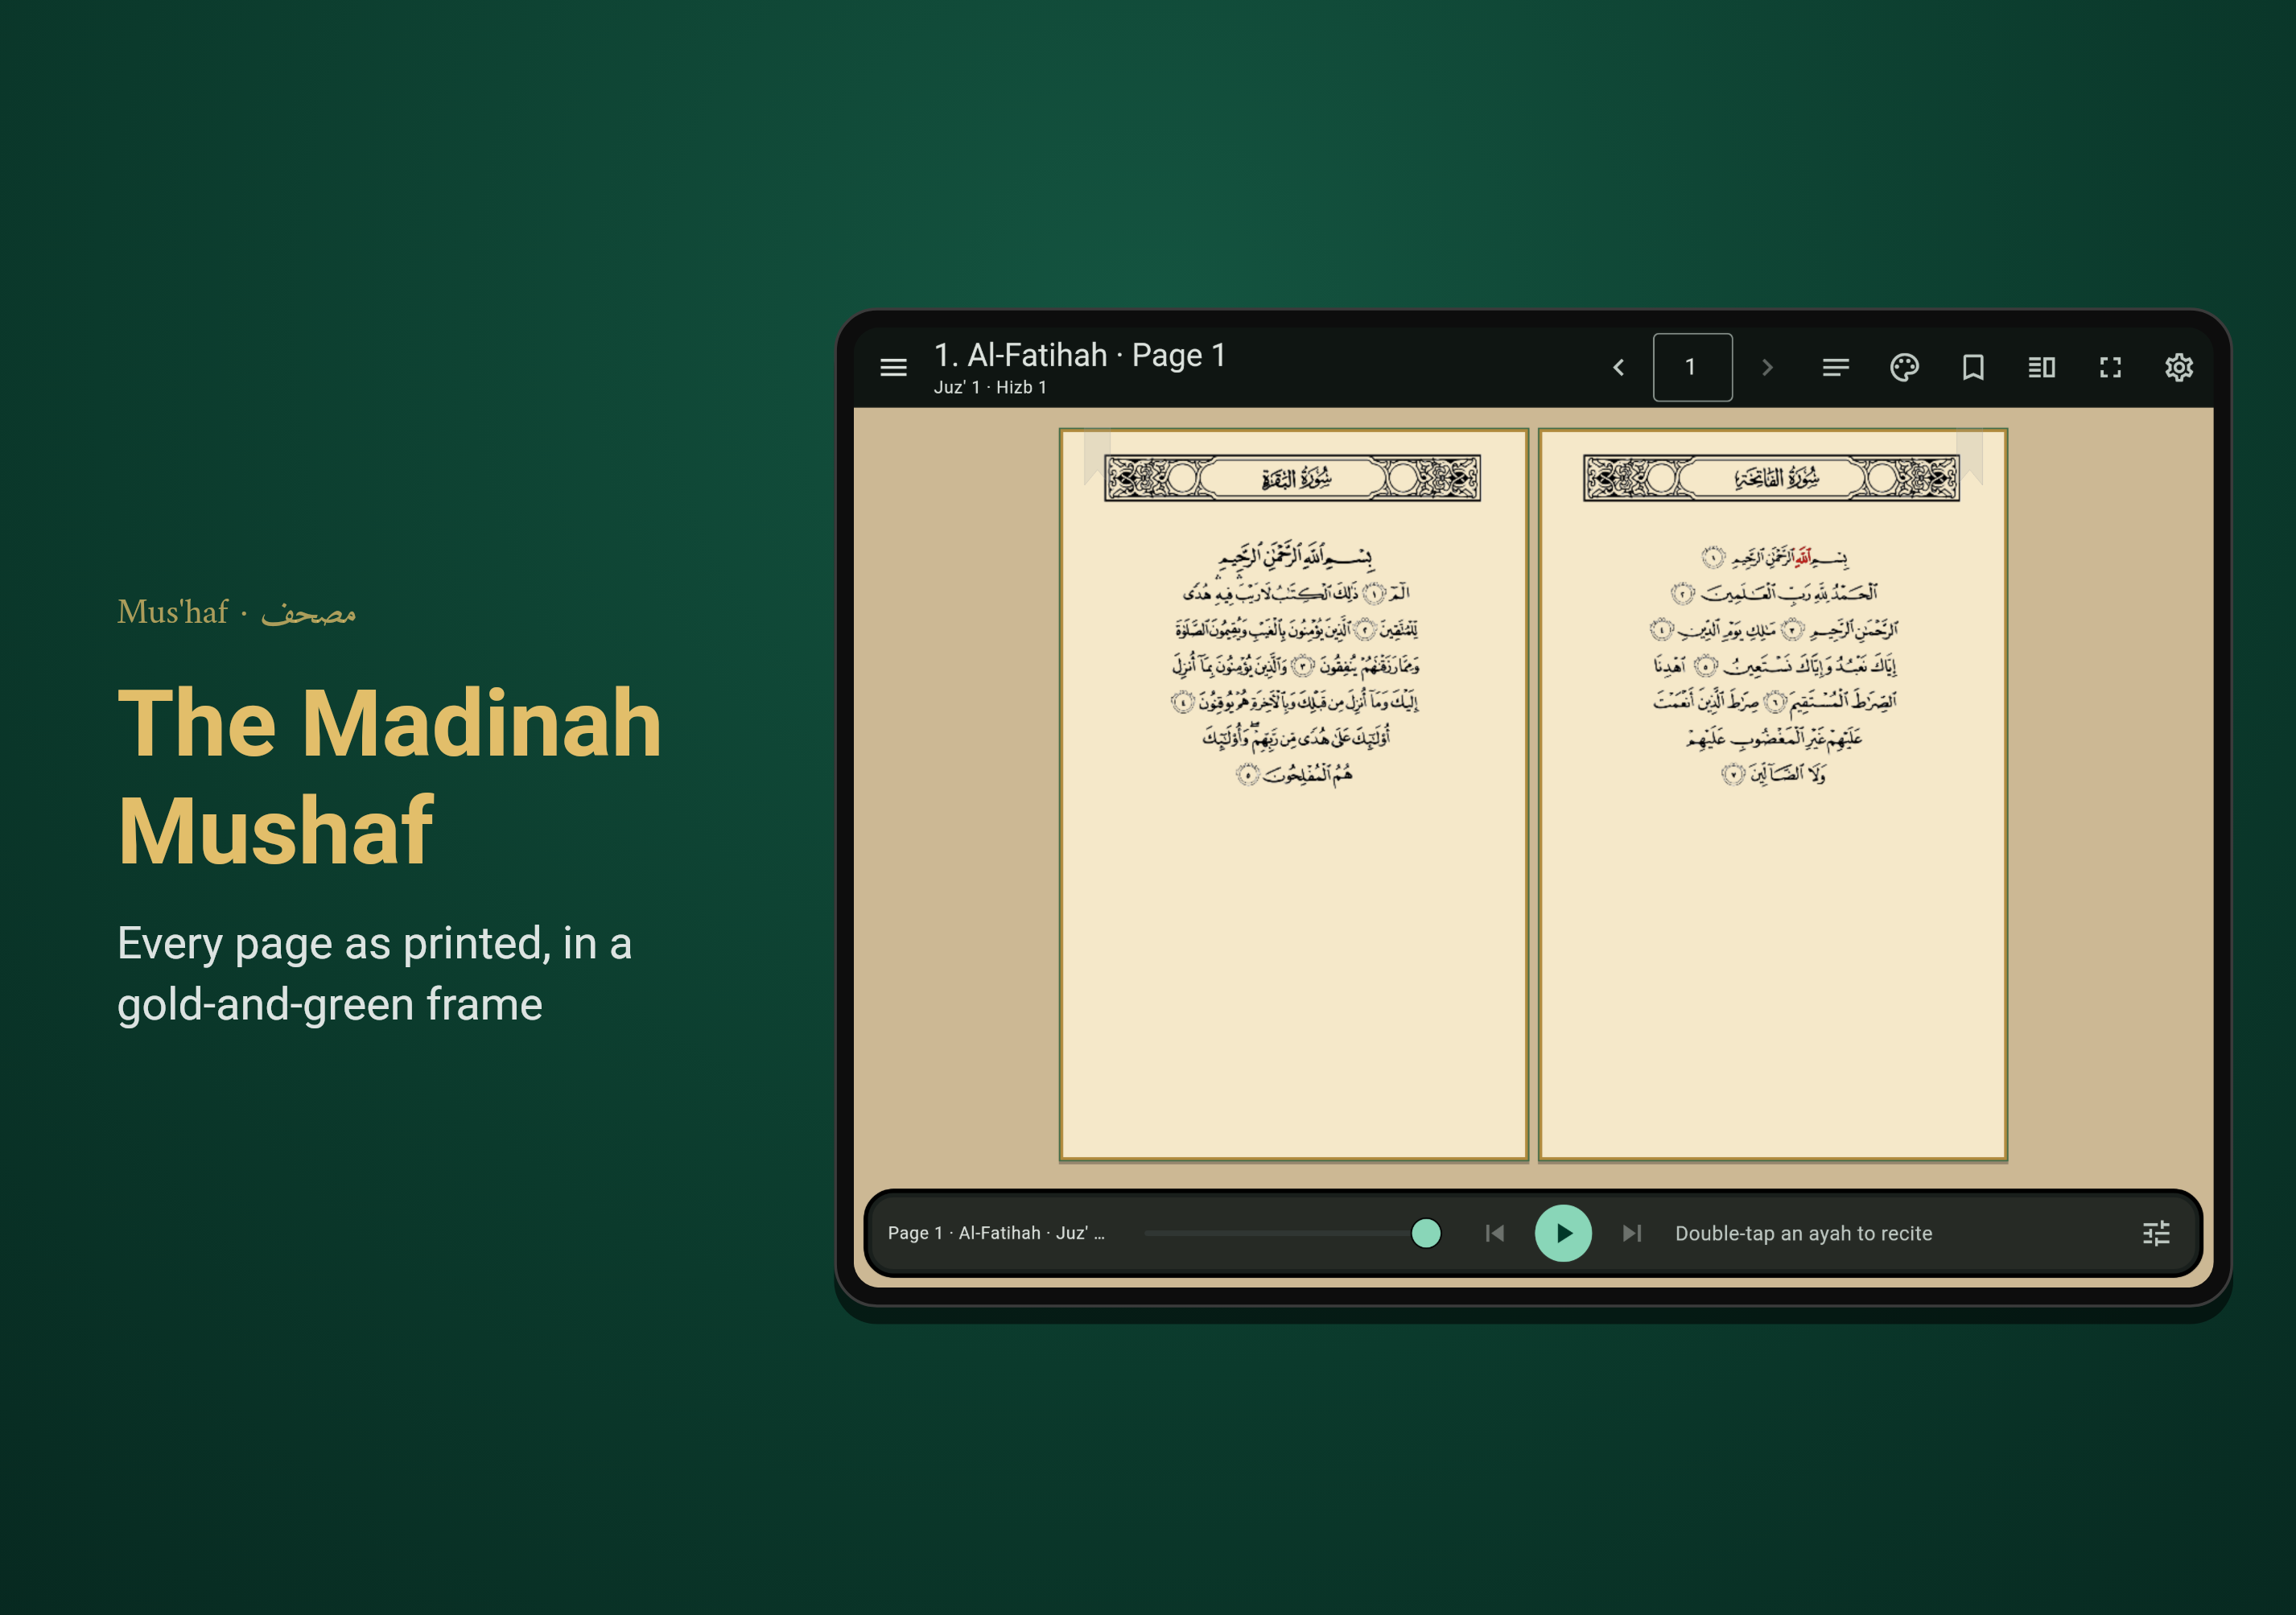 Mus'haf · مصحف
The Madinah
Mushaf
Every page as printed, in a
gold-and-green frame
1. Al-Fatihah · Page 1
Juz' 1 · Hizb 1
1
سُورَةُ الفَاتِحَةِ
بِسْمِ ٱللَّهِ ٱلرَّحْمَٰنِ ٱلرَّحِيمِ ١
ٱلْحَمْدُ لِلَّهِ رَبِّ ٱلْعَٰلَمِينَ ٢
ٱلرَّحْمَٰنِ ٱلرَّحِيمِ ٣ مَٰلِكِ يَوْمِ ٱلدِّينِ ٤
إِيَّاكَ نَعْبُدُ وَإِيَّاكَ نَسْتَعِينُ ٥ ٱهْدِنَا
ٱلصِّرَٰطَ ٱلْمُسْتَقِيمَ ٦ صِرَٰطَ ٱلَّذِينَ أَنْعَمْتَ
عَلَيْهِمْ غَيْرِ ٱلْمَغْضُوبِ عَلَيْهِمْ
وَلَا ٱلضَّآلِّينَ ٧
سُورَةُ البَقَرَةِ
بِسْمِ ٱللَّهِ ٱلرَّحْمَٰنِ ٱلرَّحِيمِ
الٓمٓ ١ ذَٰلِكَ ٱلْكِتَٰبُ لَا رَيْبَ ۛ فِيهِ ۛ هُدًى
لِّلْمُتَّقِينَ ٢ ٱلَّذِينَ يُؤْمِنُونَ بِٱلْغَيْبِ وَيُقِيمُونَ ٱلصَّلَوٰةَ
وَمِمَّا رَزَقْنَٰهُمْ يُنفِقُونَ ٣ وَٱلَّذِينَ يُؤْمِنُونَ بِمَآ أُنزِلَ
إِلَيْكَ وَمَآ أُنزِلَ مِن قَبْلِكَ وَبِٱلْأَخِرَةِ هُمْ يُوقِنُونَ ٤
أُو۟لَٰٓئِكَ عَلَىٰ هُدًى مِّن رَّبِّهِمْ ۖ وَأُو۟لَٰٓئِكَ
هُمُ ٱلْمُفْلِحُونَ ٥
Page 1 · Al-Fatihah · Juz' ...
Double-tap an ayah to recite